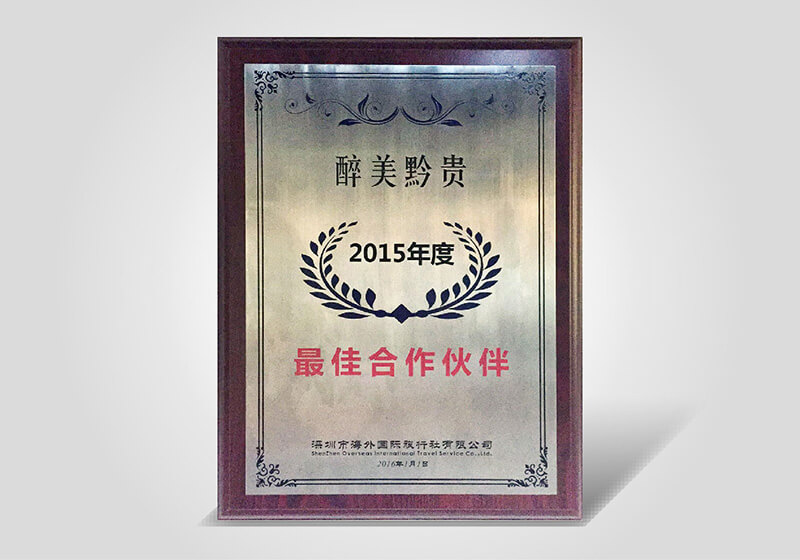 醉美黔贵
2015年度
最佳合作伙伴
深圳市海外国际旅行社有限公司
ShenZhen Overseas International Travel Service Co.,Ltd.
2016年1月1日